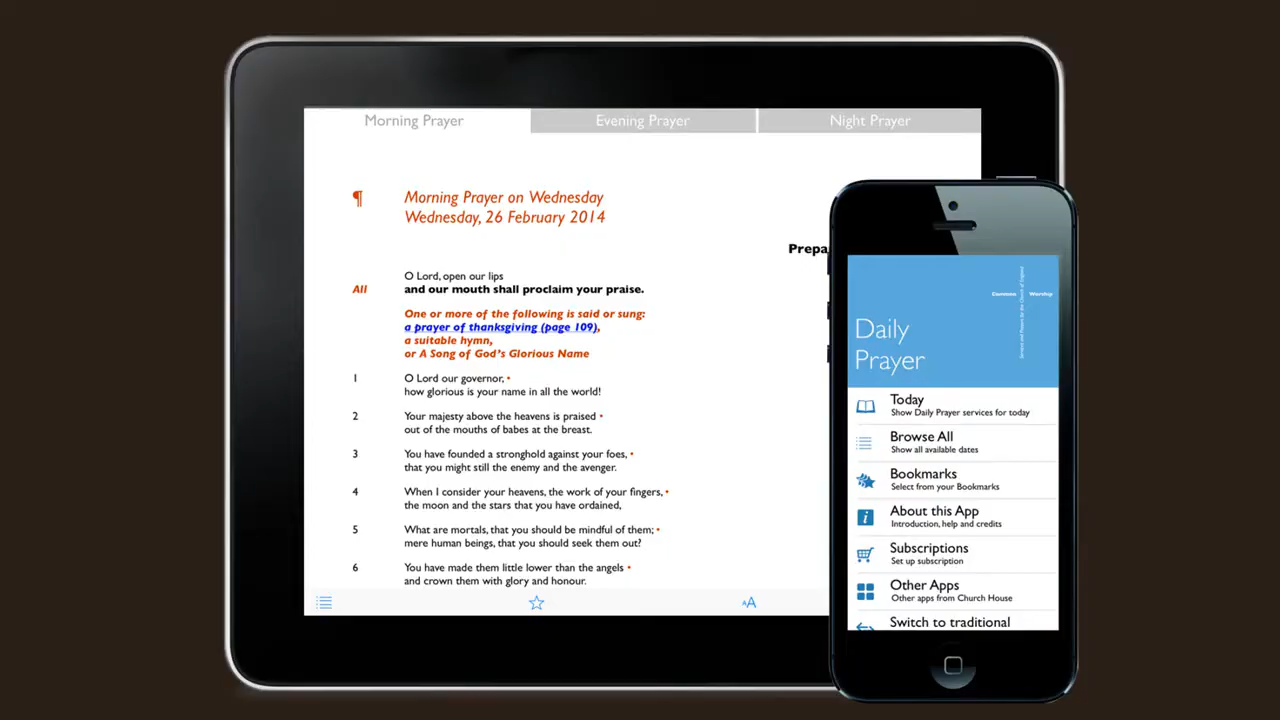 Morning Prayer
Evening Prayer
Night Prayer
¶ Morning Prayer on Wednesday
Wednesday, 26 February 2014
Prepa
O Lord, open our lips
All and our mouth shall proclaim your praise.
One or more of the following is said or sung:
a prayer of thanksgiving (page 109),
a suitable hymn,
or A Song of God's Glorious Name
1 O Lord our governor, •
how glorious is your name in all the world!
2 Your majesty above the heavens is praised •
out of the mouths of babes at the breast.
3 You have founded a stronghold against your foes, •
that you might still the enemy and the avenger.
4 When I consider your heavens, the work of your fingers, •
the moon and the stars that you have ordained,
5 What are mortals, that you should be mindful of them; •
mere human beings, that you should seek them out?
6 You have made them little lower than the angels •
and crown them with glory and honour.
AA
Common Worship
Services and Prayers for the Church of England
Daily
Prayer
Today
Show Daily Prayer services for today
Browse All
Show all available dates
Bookmarks
Select from your Bookmarks
About this App
Introduction, help and credits
Subscriptions
Set up subscription
Other Apps
Other apps from Church House
Switch to traditional